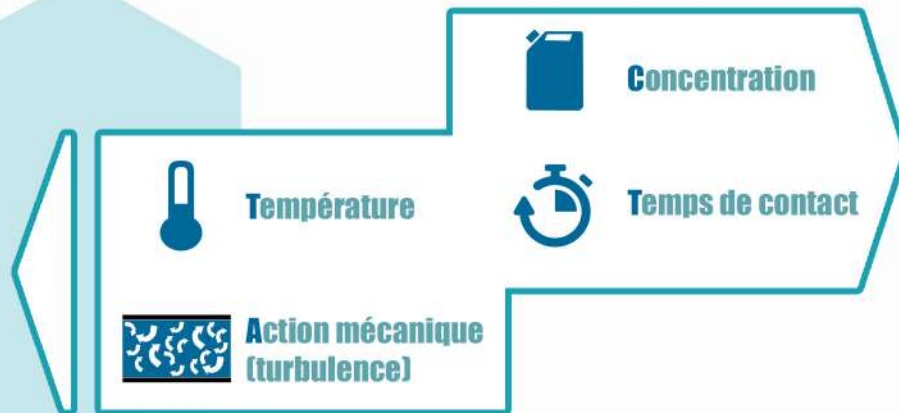 Concentration
Température
Temps de contact
Action mécanique
(turbulence)